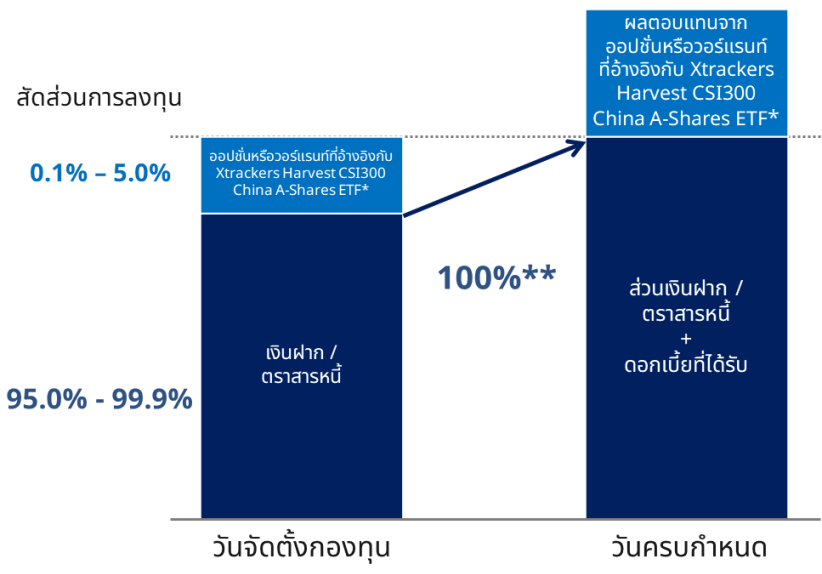 สัดส่วนการลงทุน
0.1% – 5.0%
95.0% - 99.9%
ออปชั่นหรือวอร์แรนท์ที่อ้างอิงกับ
Xtrackers Harvest CSI300
China A-Shares ETF*
เงินฝาก /
ตราสารหนี้
100%**
ผลตอบแทนจาก
ออปชั่นหรือวอร์แรนท์
ที่อ้างอิงกับ Xtrackers
Harvest CSI300
China A-Shares ETF*
ส่วนเงินฝาก /
ตราสารหนี้
+
ดอกเบี้ยที่ได้รับ
วันจัดตั้งกองทุน
วันครบกำหนด